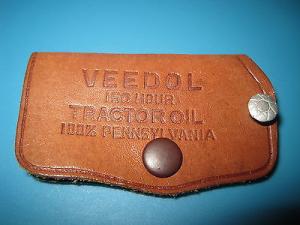 VEEDOL
150 HOUR
TRACTOR OIL
100% PENNSYLVANIA